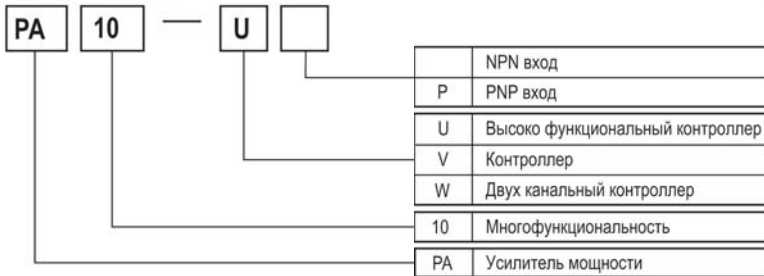 PA 10 — U
NPN вход
P PNP вход
U Высоко функциональный контроллер
V Контроллер
W Двух канальный контроллер
10 Многофункциональность
PA Усилитель мощности